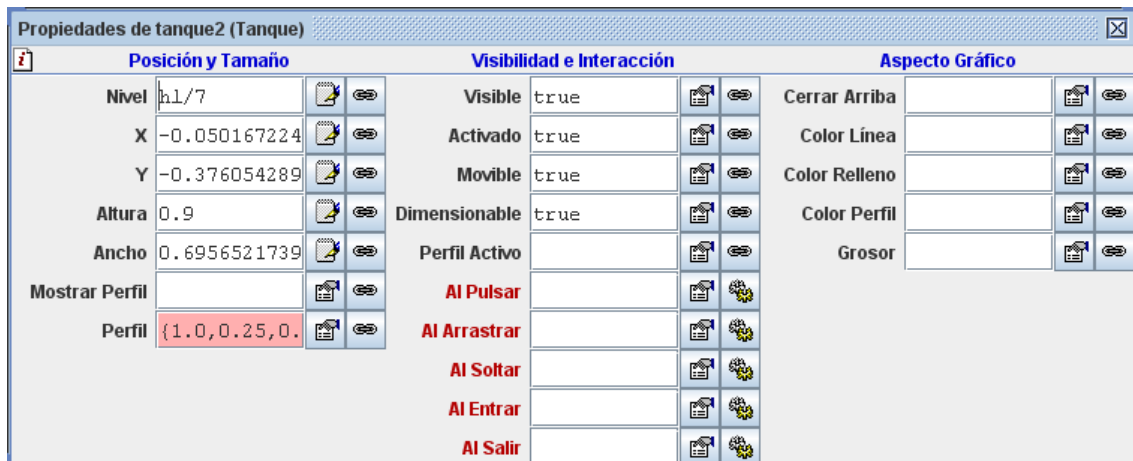 Propiedades de tanque2 (Tanque)
Posición y Tamaño
Nivel h1/7
X -0.050167224
Y -0.376054289
Altura 0.9
Ancho 0.6956521739
Mostrar Perfil
Perfil {1.0,0.25,0.
Visibilidad e Interacción
Visible true
Activado true
Movible true
Dimensionable true
Perfil Activo
Al Pulsar
Al Arrastrar
Al Soltar
Al Entrar
Al Salir
Aspecto Gráfico
Cerrar Arriba
Color Línea
Color Relleno
Color Perfil
Grosor